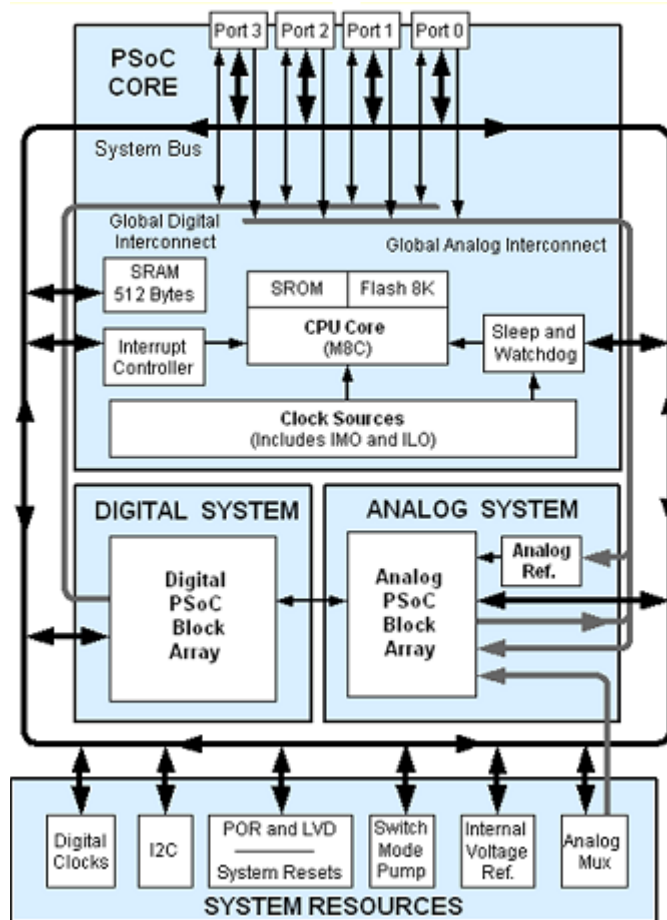 Port 3 Port 2 Port 1 Port 0
PSoC
CORE
System Bus
Global Digital
Interconnect
Global Analog Interconnect
SRAM
512 Bytes
SROM
Flash 8K
CPU Core
(M8C)
Interrupt
Controller
Sleep and
Watchdog
Clock Sources
(Includes IMO and ILO)
DIGITAL SYSTEM
ANALOG SYSTEM
Digital
PSoC
Block
Array
Analog
PSoC
Block
Array
Analog
Ref.
Digital
Clocks
I2C
POR and LVD
System Resets
Switch
Mode
Pump
Internal
Voltage
Ref.
Analog
Mux
SYSTEM RESOURCES